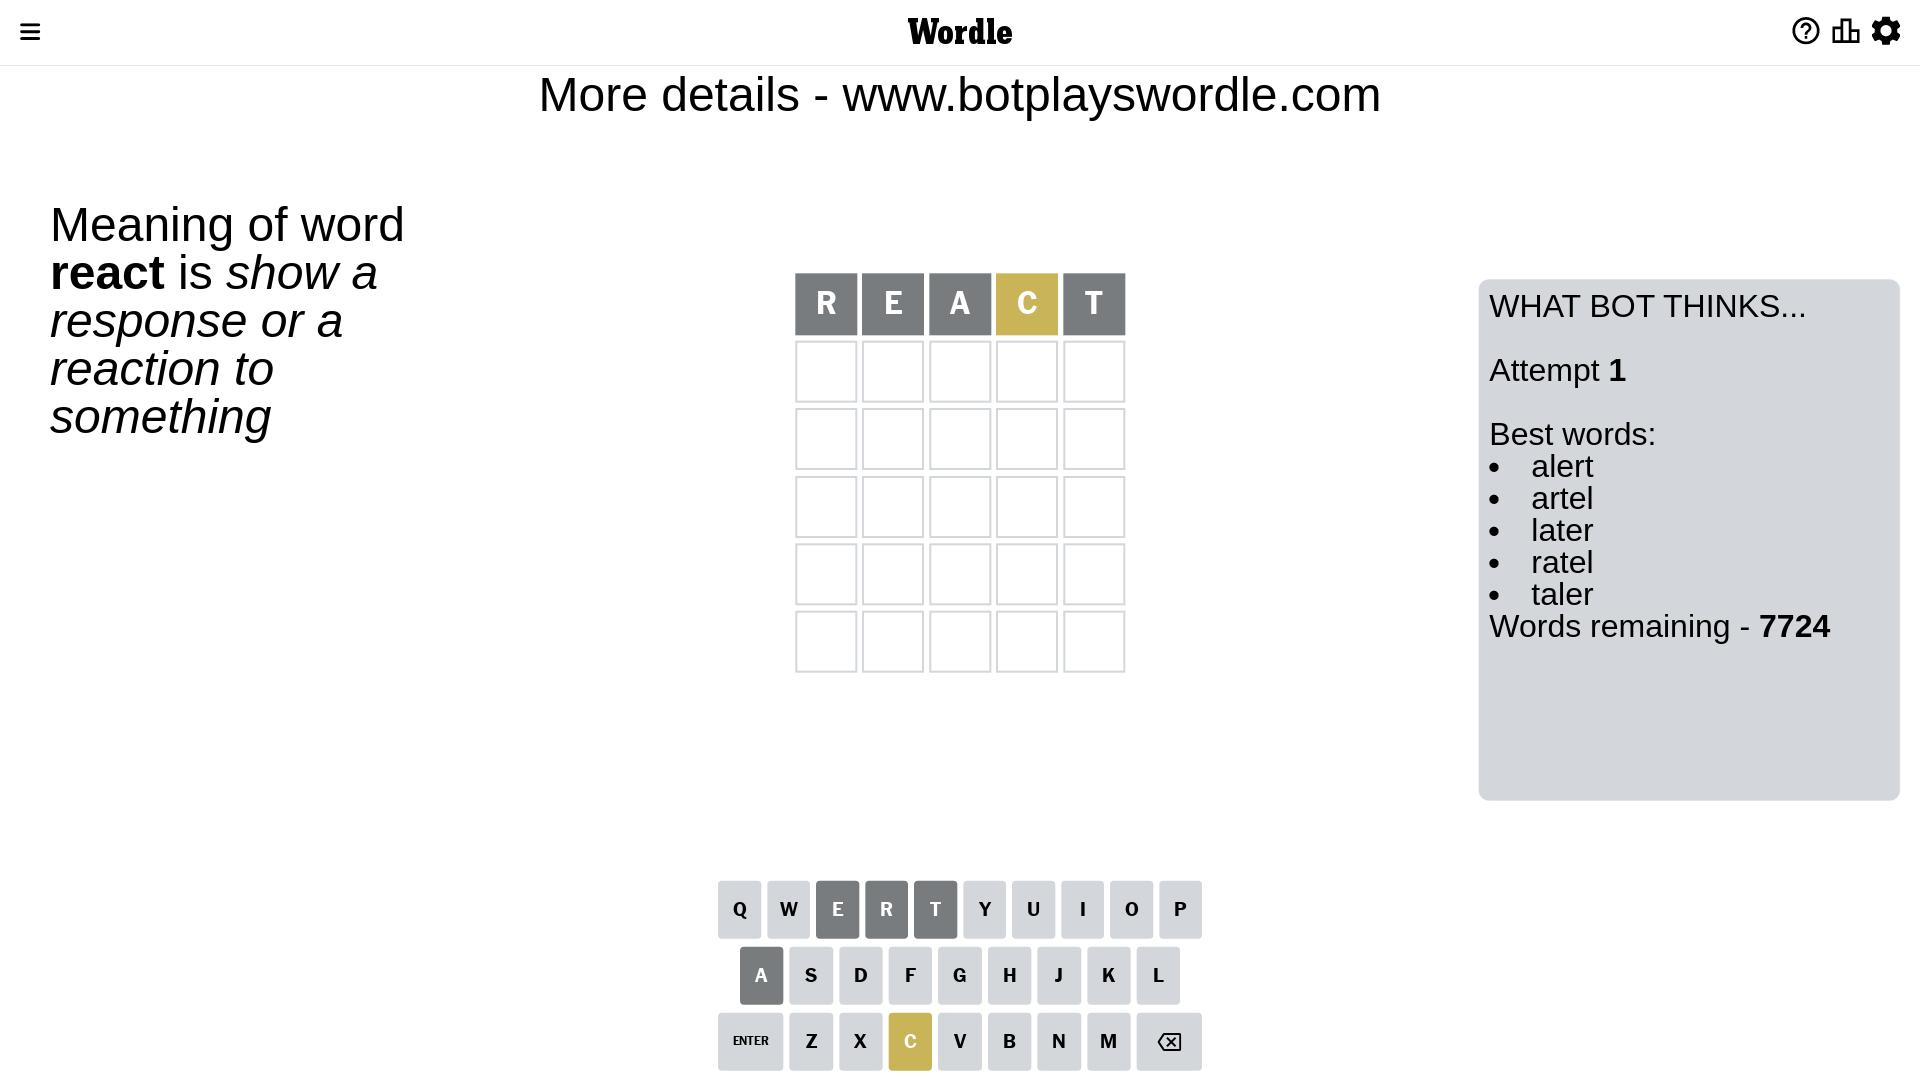 Wordle
More details - www.botplayswordle.com
Meaning of word
react is show a
response or a
reaction to
something
R E A C T
WHAT BOT THINKS...
Attempt 1
Best words:
• alert
• artel
• later
• ratel
• taler
Words remaining - 7724
Q W E R T Y U I O P
A S D F G H J K L
ENTER Z X C V B N M